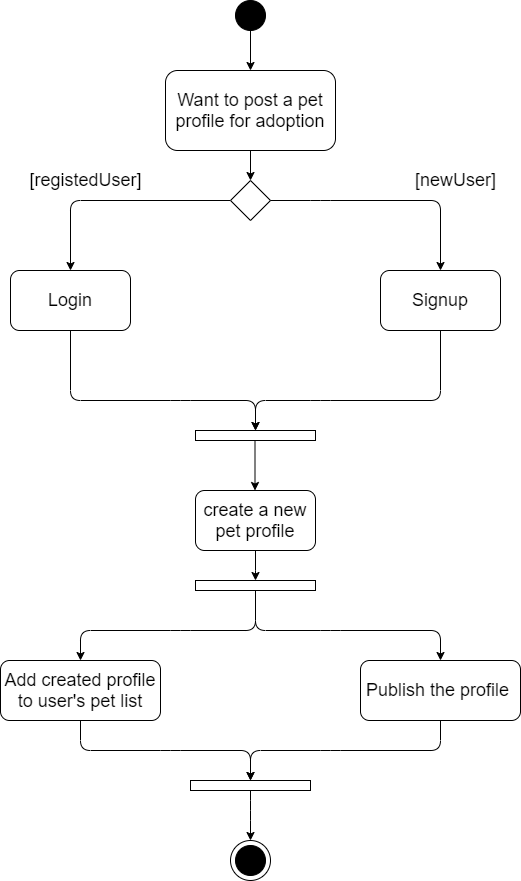 Want to post a pet
profile for adoption
[registedUser]
[newUser]
Login
Signup
create a new
pet profile
Add created profile
to user's pet list
Publish the profile